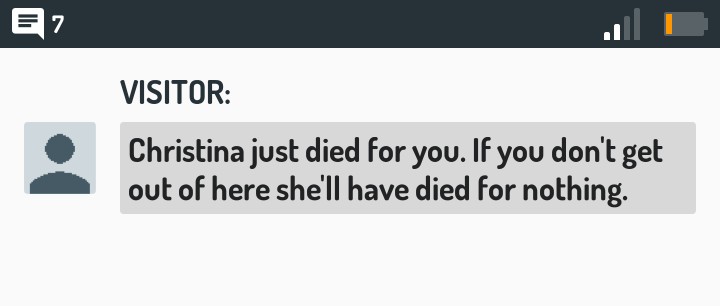 7
VISITOR:
Christina just died for you. If you don't get
out of here she'll have died for nothing.